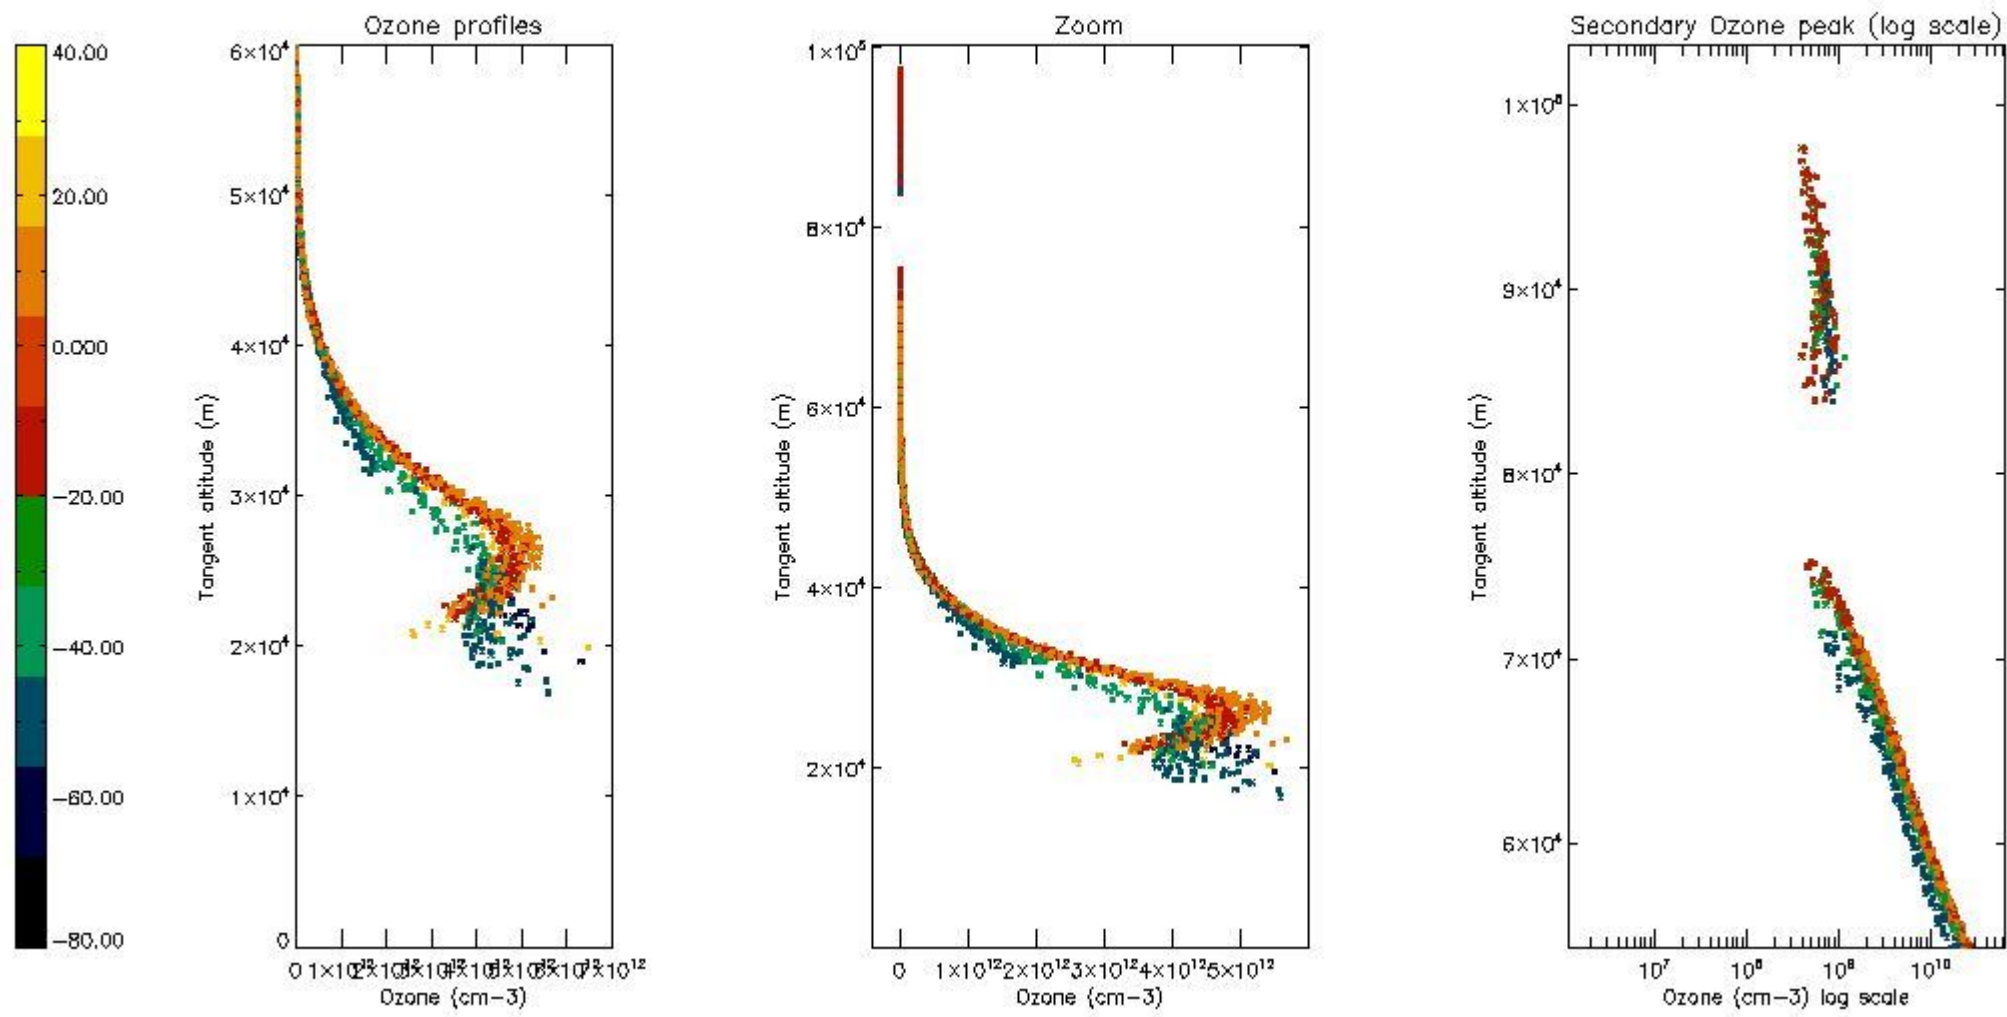 Ozone profiles
Zoom
Secondary Ozone peak (log scale)
40.00
20.00
0.000
−20.00
−40.00
−60.00
−80.00
6×10⁴
5×10⁴
4×10⁴
3×10⁴
2×10⁴
1×10⁴
0
Tangent altitude (m)
0
7×10¹²
Ozone (cm−3)
1×10⁵
8×10⁴
6×10⁴
4×10⁴
2×10⁴
Tangent altitude (m)
0 1×10¹² 2×10¹² 3×10¹² 4×10¹² 5×10¹²
Ozone (cm−3)
9×10⁴
8×10⁴
7×10⁴
6×10⁴
Tangent altitude (m)
10⁷ 10⁸ 10⁹ 10¹⁰
Ozone (cm−3) log scale